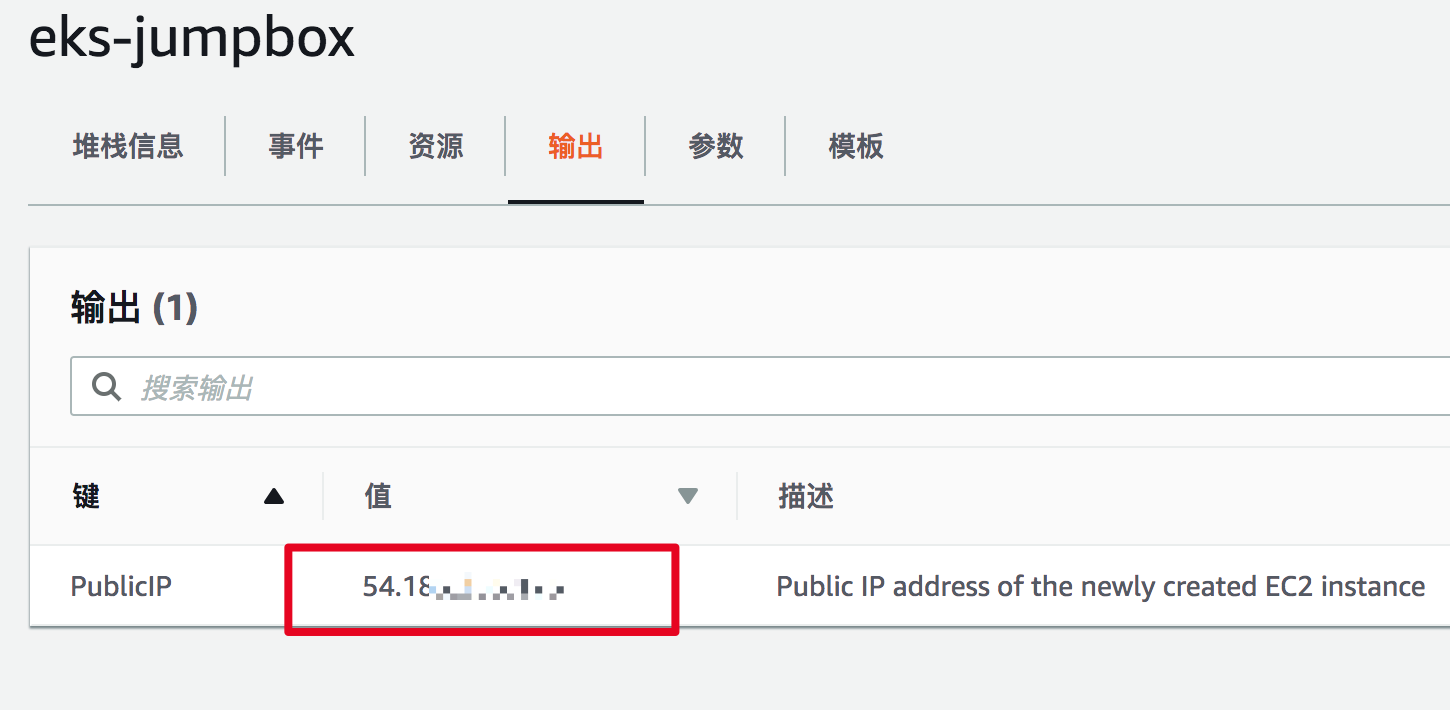 eks-jumpbox
堆栈信息 事件 资源 输出 参数 模板
输出 (1)
搜索输出
键 值 描述
PublicIP 54.18 Public IP address of the newly created EC2 instance